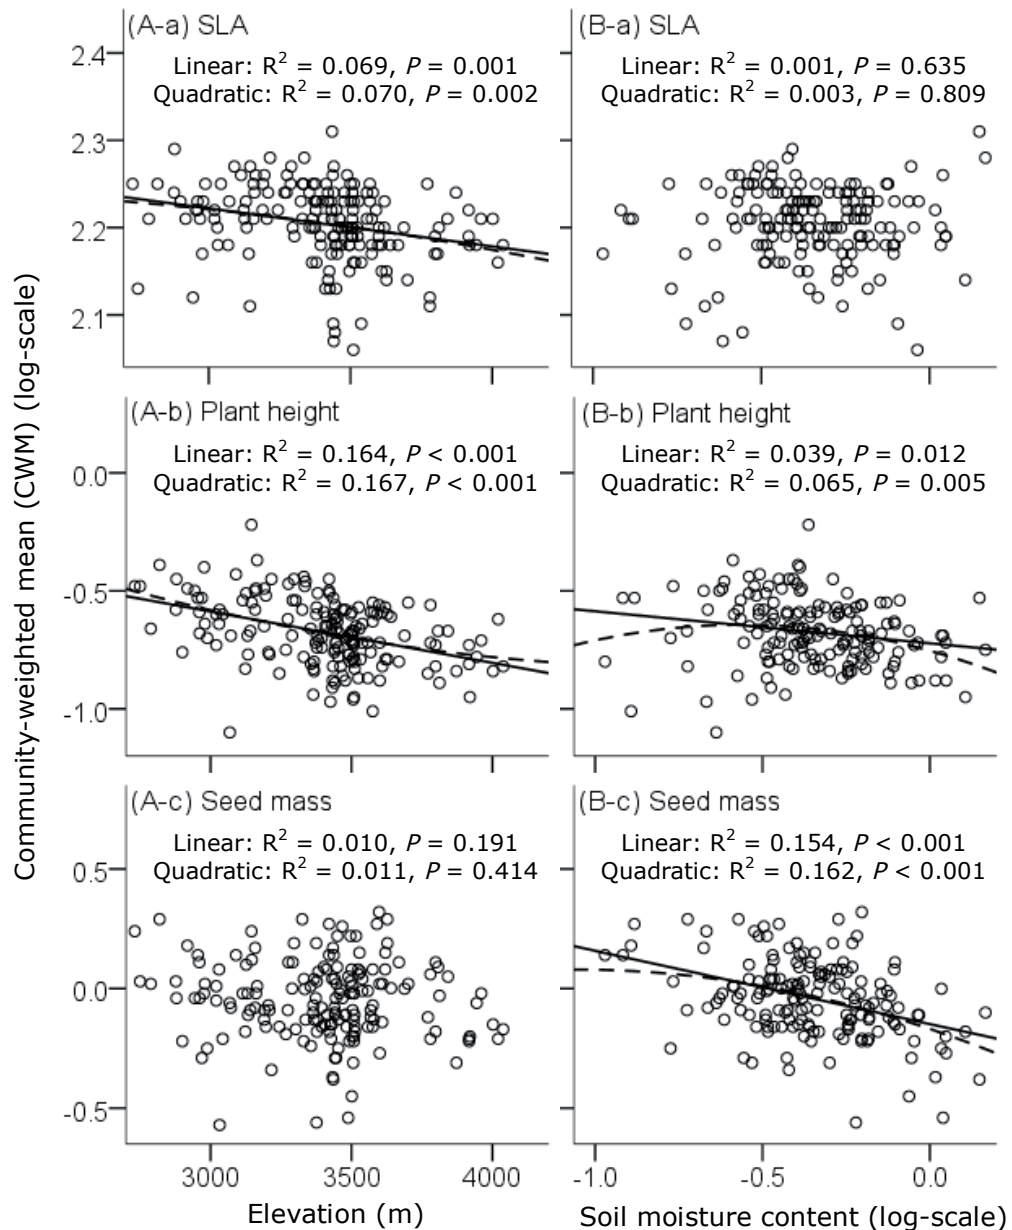 Community-weighted mean (CWM) (log-scale)
(A-a) SLA
Linear: R² = 0.069, P = 0.001
Quadratic: R² = 0.070, P = 0.002
2.4
2.3
2.2
2.1
(B-a) SLA
Linear: R² = 0.001, P = 0.635
Quadratic: R² = 0.003, P = 0.809
(A-b) Plant height
Linear: R² = 0.164, P < 0.001
Quadratic: R² = 0.167, P < 0.001
0.0
-0.5
-1.0
(B-b) Plant height
Linear: R² = 0.039, P = 0.012
Quadratic: R² = 0.065, P = 0.005
(A-c) Seed mass
Linear: R² = 0.010, P = 0.191
Quadratic: R² = 0.011, P = 0.414
0.5
0.0
-0.5
(B-c) Seed mass
Linear: R² = 0.154, P < 0.001
Quadratic: R² = 0.162, P < 0.001
3000 3500 4000
Elevation (m)
-1.0 -0.5 0.0
Soil moisture content (log-scale)